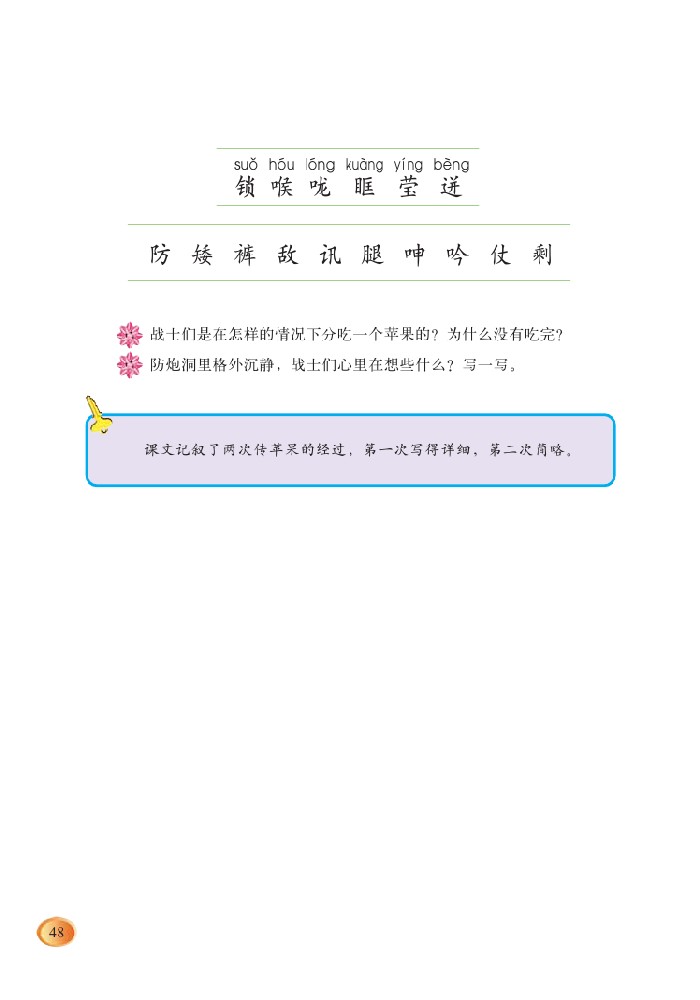 suǒ hóu lóng kuàng yíng bèng
锁 喉 咙 眶 莹 迸
防 矮 裤 敌 讯 腿 呻 吟 仗 剩
战士们是在怎样的情况下分吃一个苹果的？为什么没有吃完？
防炮洞里格外沉静，战士们心里在想些什么？写一写。
课文记叙了两次传苹果的经过，第一次写得详细，第二次简略。
48